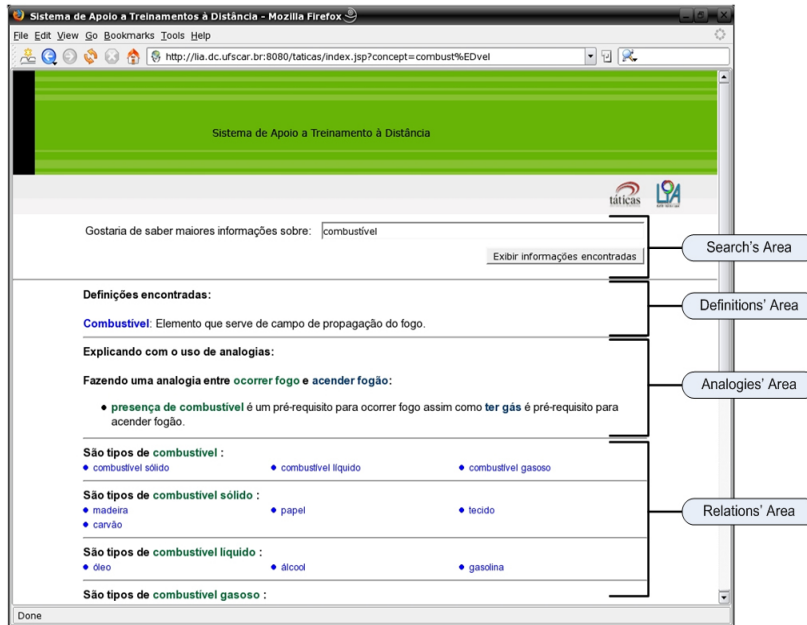 Sistema de Apoio a Treinamentos à Distância - Mozilla Firefox
File Edit View Go Bookmarks Tools Help
http://lia.dc.ufscar.br:8080/taticas/index.jsp?concept=combust%EDvel
Sistema de Apoio a Treinamento à Distância
táticas LIA
Gostaria de saber maiores informações sobre: combustível
Exibir informações encontradas
Search's Area
Definições encontradas:
Combustível: Elemento que serve de campo de propagação do fogo.
Definitions' Area
Explicando com o uso de analogias:
Fazendo uma analogia entre ocorrer fogo e acender fogão:
• presença de combustível é um pré-requisito para ocorrer fogo assim como ter gás é pré-requisito para
acender fogão.
Analogies' Area
São tipos de combustível :
• combustível sólido • combustível líquido • combustível gasoso
São tipos de combustível sólido :
• madeira • papel • tecido
• carvão
Relations' Area
São tipos de combustível líquido :
• óleo • álcool • gasolina
São tipos de combustível gasoso :
Done